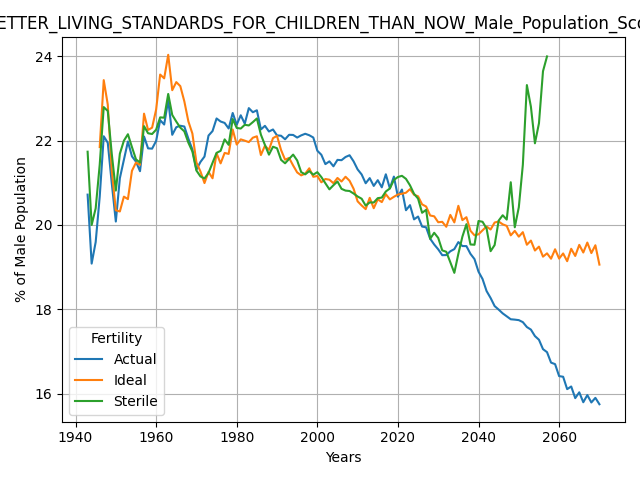 ETTER_LIVING_STANDARDS_FOR_CHILDREN_THAN_NOW_Male_Population_Sc
% of Male Population
24
22
20
18
16
Fertility
Actual
Ideal
Sterile
1940
1960
1980
2000
2020
2040
2060
Years